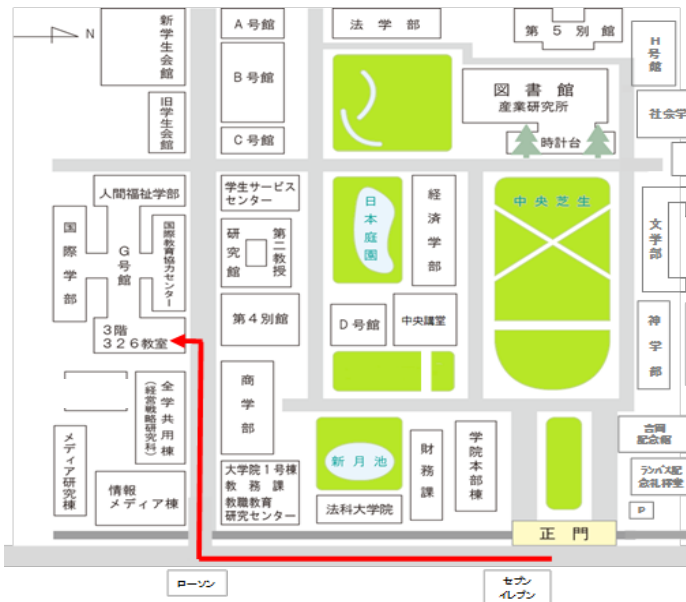 N
新学生会館
A号館
法学部
第5別館
H号館
B号館
図書館
産業研究所
旧学生会館
社会学
C号館
時計台
人間福祉学部
学生サービス
センター
日本庭園
経済学部
中央芝生
国際学部
G号館
国際教育協力センター
研究館
第二教授
文学部
3階
326教室
第4別館
D号館
中央講堂
神学部
商学部
全学共用棟
(経営戦略研究科)
メディア研究棟
情報
メディア棟
大学院1号棟
教務課
教職教育
研究センター
新月池
法科大学院
財務課
学院本部棟
吉岡
記念館
ランバス記
念礼拝堂
P
正門
ローソン
セブン
イレブン